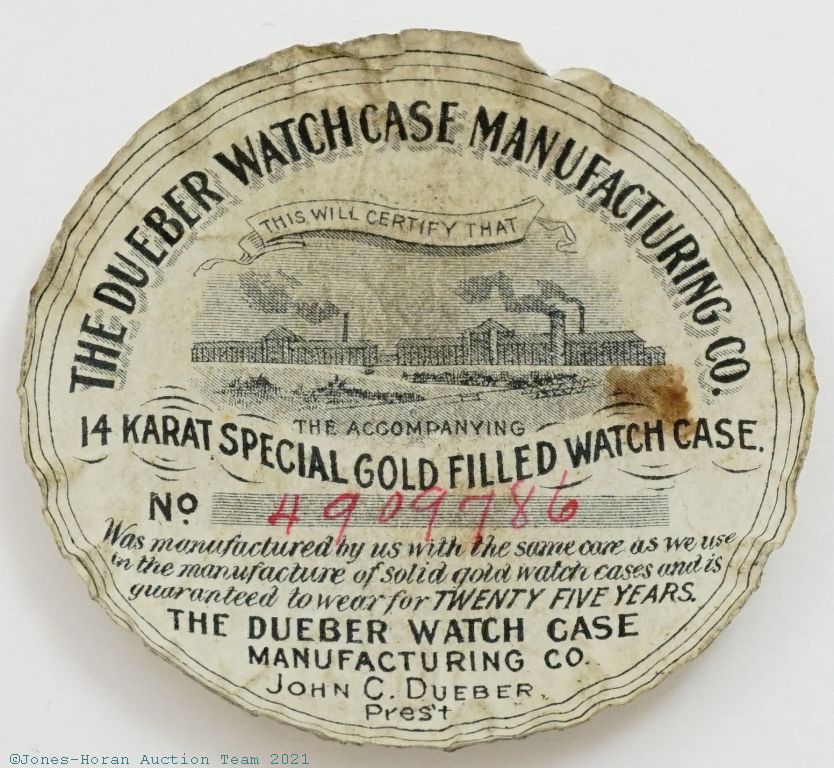 THE DUEBER WATCH CASE MANUFACTURING CO.
THIS WILL CERTIFY THAT
THE ACCOMPANYING
14 KARAT SPECIAL GOLD FILLED WATCH CASE.
No 4909786
Was manufactured by us with the same care as we use
in the manufacture of solid gold watch cases and is
guaranteed to wear for TWENTY FIVE YEARS.
THE DUEBER WATCH CASE
MANUFACTURING CO.
JOHN C. DUEBER,
Pres't
©Jones-Horan Auction Team 2021